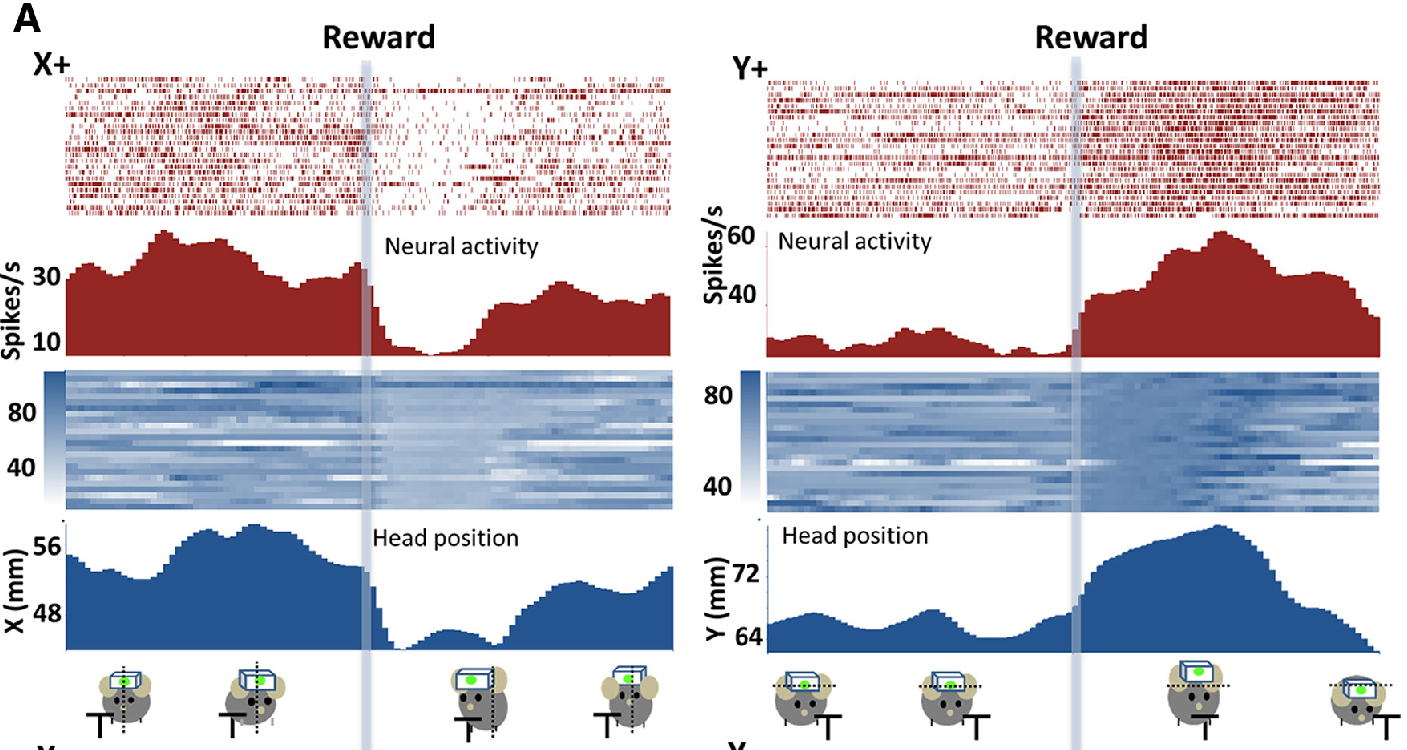 A
Reward
X+
Neural activity
Spikes/s
30
10
80
40
Head position
X (mm)
56
48
Reward
Y+
Neural activity
Spikes/s
60
40
80
40
Head position
Y (mm)
72
64